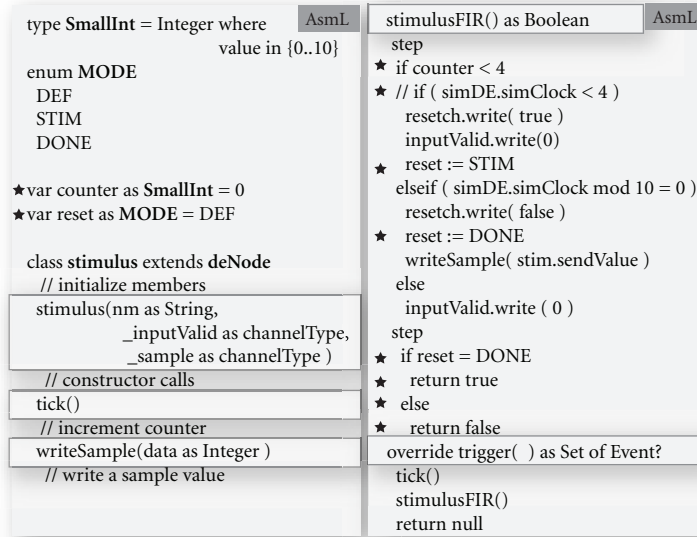 AsmL
type SmallInt = Integer where
value in {0..10}
enum MODE
DEF
STIM
DONE
★var counter as SmallInt = 0
★var reset as MODE = DEF
class stimulus extends deNode
// initialize members
stimulus(nm as String,
_inputValid as channelType,
_sample as channelType )
// constructor calls
tick()
// increment counter
writeSample(data as Integer )
// write a sample value
AsmL
stimulusFIR() as Boolean
step
★ if counter < 4
★ // if ( simDE.simClock < 4 )
resetch.write( true )
inputValid.write(0)
★ reset := STIM
elseif ( simDE.simClock mod 10 = 0 )
resetch.write( false )
★ reset := DONE
writeSample( stim.sendValue )
else
inputValid.write ( 0 )
step
★ if reset = DONE
★ return true
★ else
★ return false
override trigger( ) as Set of Event?
tick()
stimulusFIR()
return null